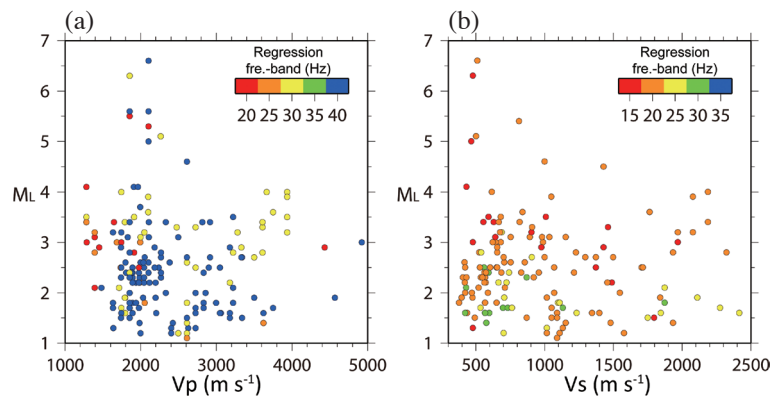 (a)
7
6
5
4
3
2
1
ML
Regression
fre.-band (Hz)
20 25 30 35 40
1000 2000 3000 4000 5000
Vp (m s-1)
(b)
7
6
5
4
3
2
1
ML
Regression
fre.-band (Hz)
15 20 25 30 35
500 1000 1500 2000 2500
Vs (m s-1)